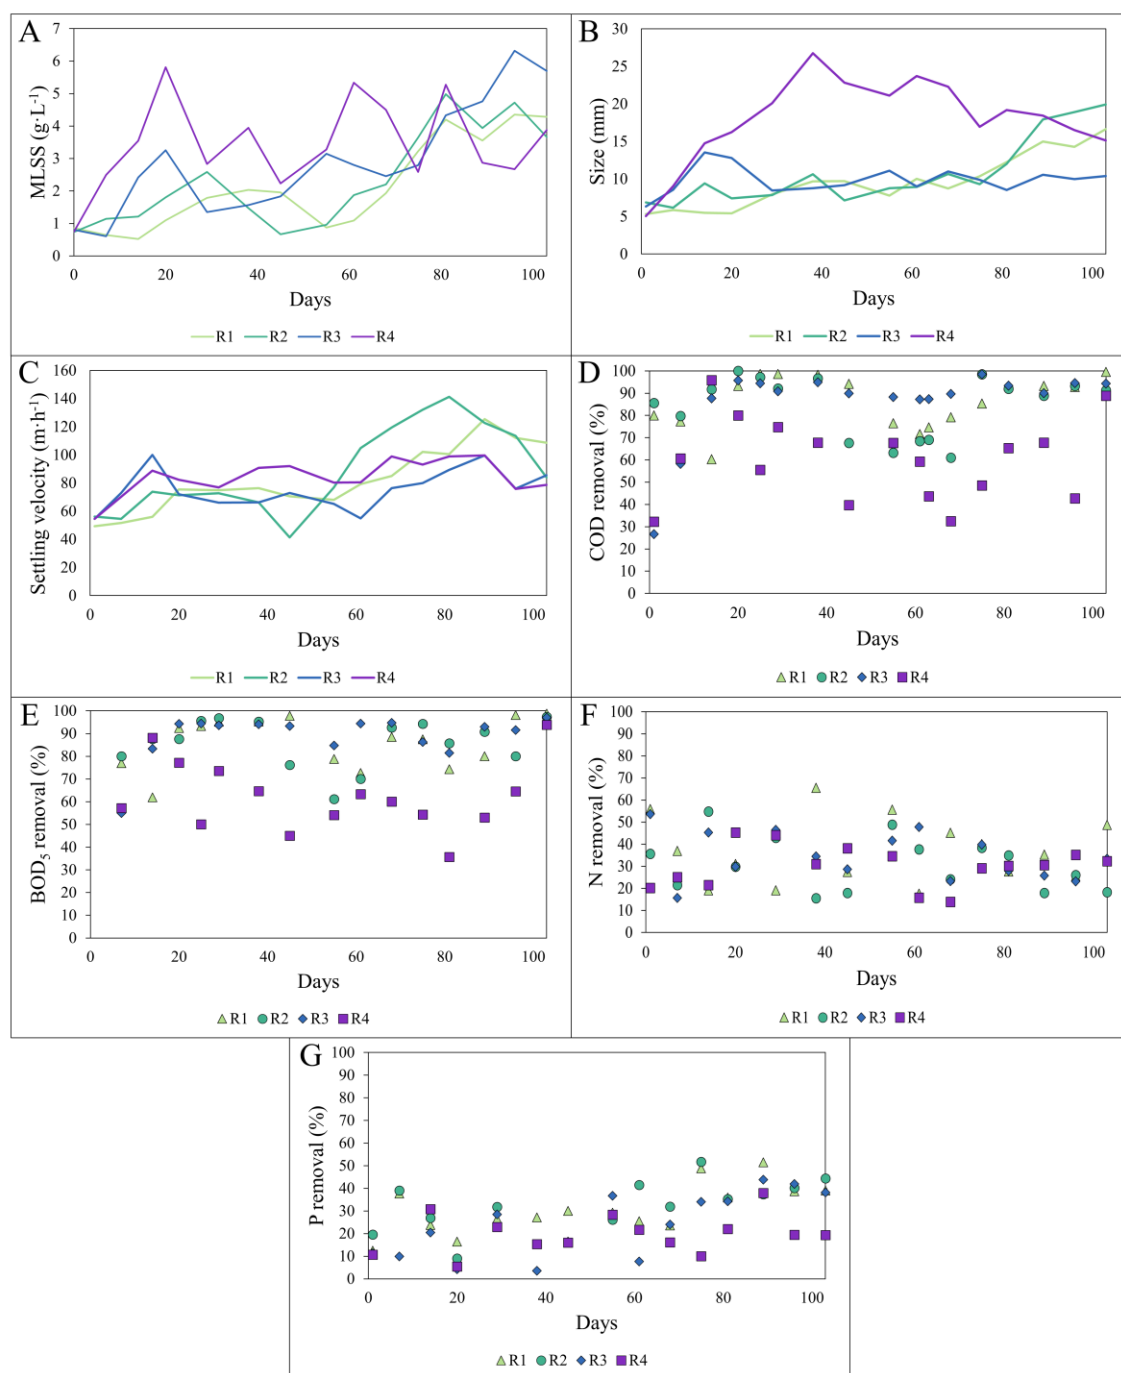 A
MLSS (g·L⁻¹)
7
6
5
4
3
2
1
0
0 20 40 60 80 100
Days
R1 R2 R3 R4
B
Size (mm)
30
25
20
15
10
5
0
0 20 40 60 80 100
Days
R1 R2 R3 R4
C
Settling velocity (m·h⁻¹)
160
140
120
100
80
60
40
20
0
0 20 40 60 80 100
Days
R1 R2 R3 R4
D
COD removal (%)
100
90
80
70
60
50
40
30
20
10
0
0 20 40 60 80 100
Days
R1 R2 R3 R4
E
BOD₅ removal (%)
100
90
80
70
60
50
40
30
20
10
0
0 20 40 60 80 100
Days
R1 R2 R3 R4
F
N removal (%)
100
90
80
70
60
50
40
30
20
10
0
0 20 40 60 80 100
Days
R1 R2 R3 R4
G
P removal (%)
100
90
80
70
60
50
40
30
20
10
0
0 20 40 60 80 100
Days
R1 R2 R3 R4